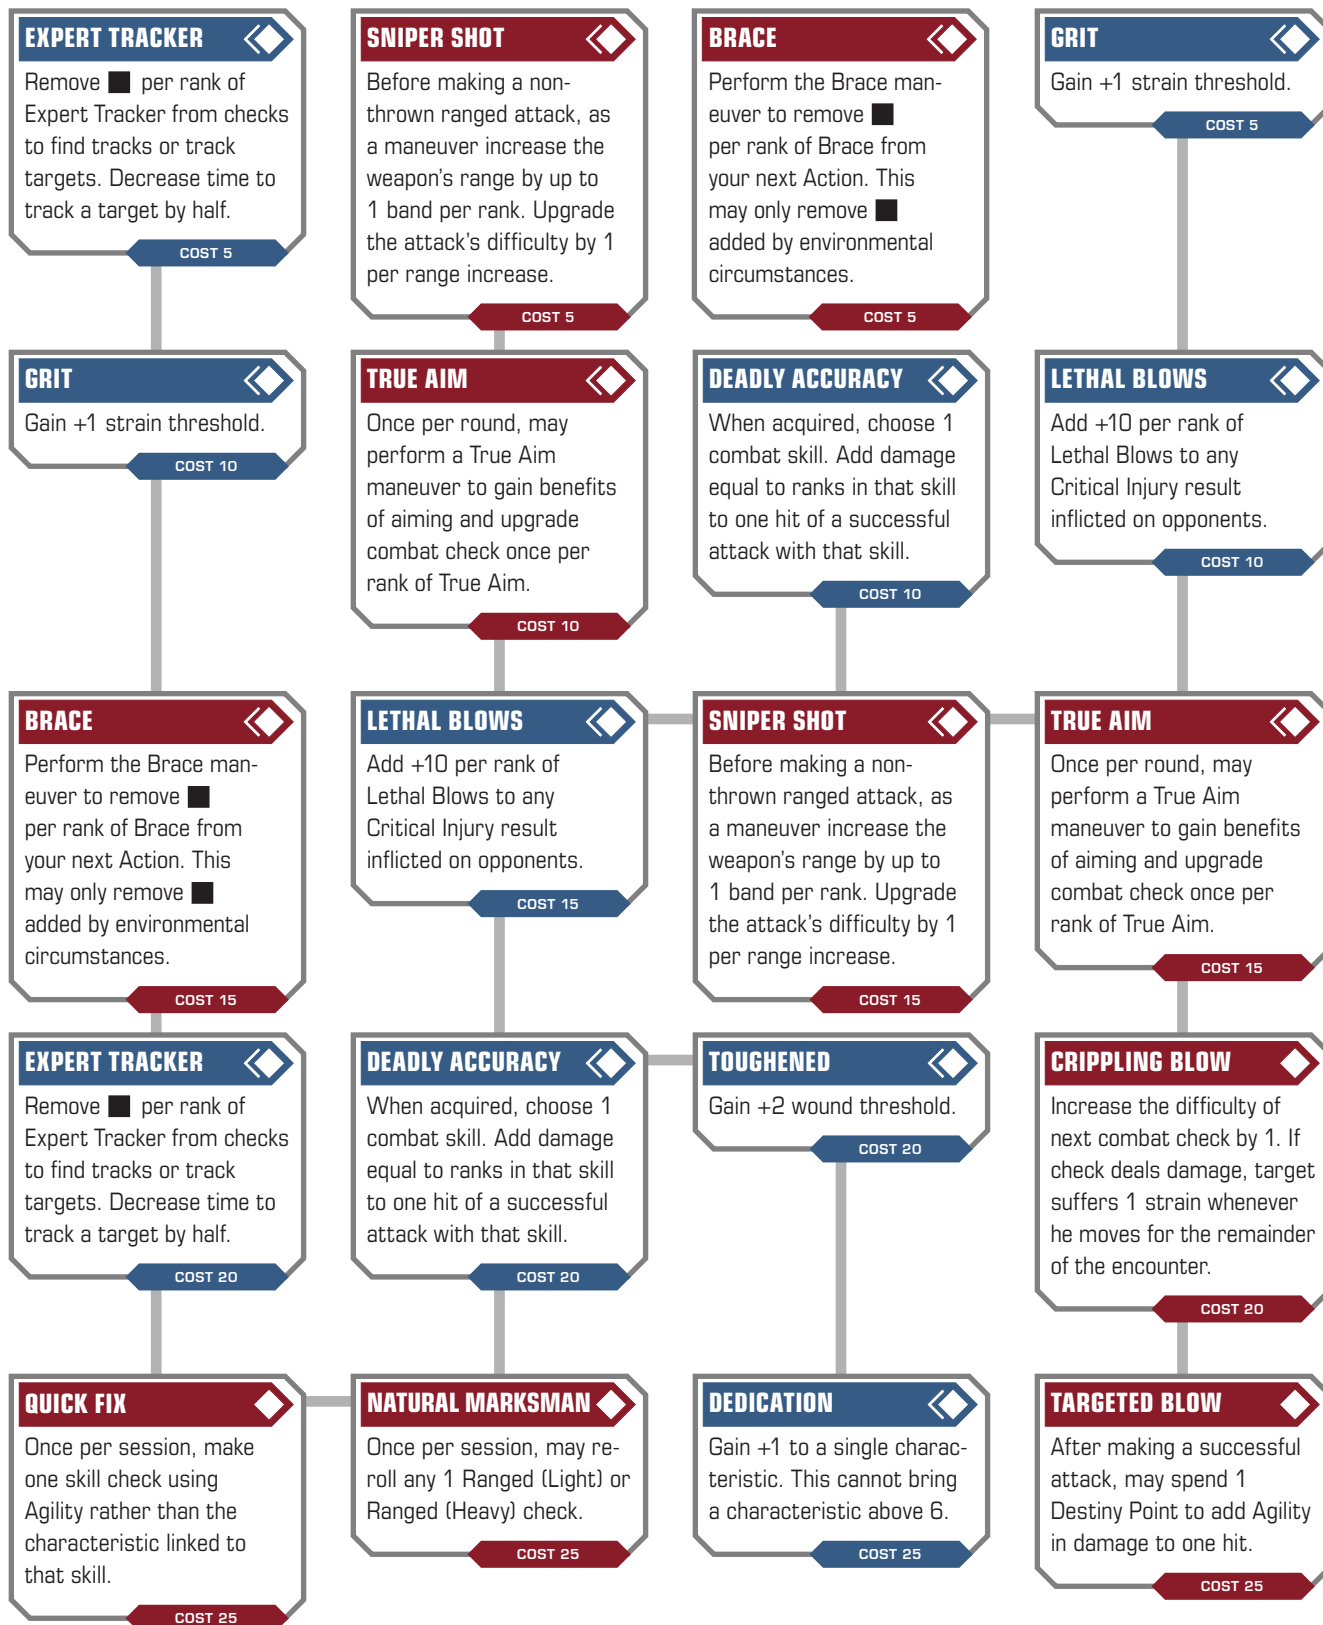 EXPERT TRACKER
Remove per rank of
Expert Tracker from checks
to find tracks or track
targets. Decrease time to
track a target by half.
COST 5
SNIPER SHOT
Before making a non-
thrown ranged attack, as
a maneuver increase the
weapon's range by up to
1 band per rank. Upgrade
the attack's difficulty by 1
per range increase.
COST 5
BRACE
Perform the Brace man-
euver to remove
per rank of Brace from
your next Action. This
may only remove
added by environmental
circumstances.
COST 5
GRIT
Gain +1 strain threshold.
COST 5
GRIT
Gain +1 strain threshold.
COST 10
TRUE AIM
Once per round, may
perform a True Aim
maneuver to gain benefits
of aiming and upgrade
combat check once per
rank of True Aim.
COST 10
DEADLY ACCURACY
When acquired, choose 1
combat skill. Add damage
equal to ranks in that skill
to one hit of a successful
attack with that skill.
COST 10
LETHAL BLOWS
Add +10 per rank of
Lethal Blows to any
Critical Injury result
inflicted on opponents.
COST 10
BRACE
Perform the Brace man-
euver to remove
per rank of Brace from
your next Action. This
may only remove
added by environmental
circumstances.
COST 15
LETHAL BLOWS
Add +10 per rank of
Lethal Blows to any
Critical Injury result
inflicted on opponents.
COST 15
SNIPER SHOT
Before making a non-
thrown ranged attack, as
a maneuver increase the
weapon's range by up to
1 band per rank. Upgrade
the attack's difficulty by 1
per range increase.
COST 15
TRUE AIM
Once per round, may
perform a True Aim
maneuver to gain benefits
of aiming and upgrade
combat check once per
rank of True Aim.
COST 15
EXPERT TRACKER
Remove per rank of
Expert Tracker from checks
to find tracks or track
targets. Decrease time to
track a target by half.
COST 20
DEADLY ACCURACY
When acquired, choose 1
combat skill. Add damage
equal to ranks in that skill
to one hit of a successful
attack with that skill.
COST 20
TOUGHENED
Gain +2 wound threshold.
COST 20
CRIPPLING BLOW
Increase the difficulty of
next combat check by 1. If
check deals damage, target
suffers 1 strain whenever
he moves for the remainder
of the encounter.
COST 20
QUICK FIX
Once per session, make
one skill check using
Agility rather than the
characteristic linked to
that skill.
COST 25
NATURAL MARKSMAN
Once per session, may re-
roll any 1 Ranged (Light) or
Ranged (Heavy) check.
COST 25
DEDICATION
Gain +1 to a single charac-
teristic. This cannot bring
a characteristic above 6.
COST 25
TARGETED BLOW
After making a successful
attack, may spend 1
Destiny Point to add Agility
in damage to one hit.
COST 25